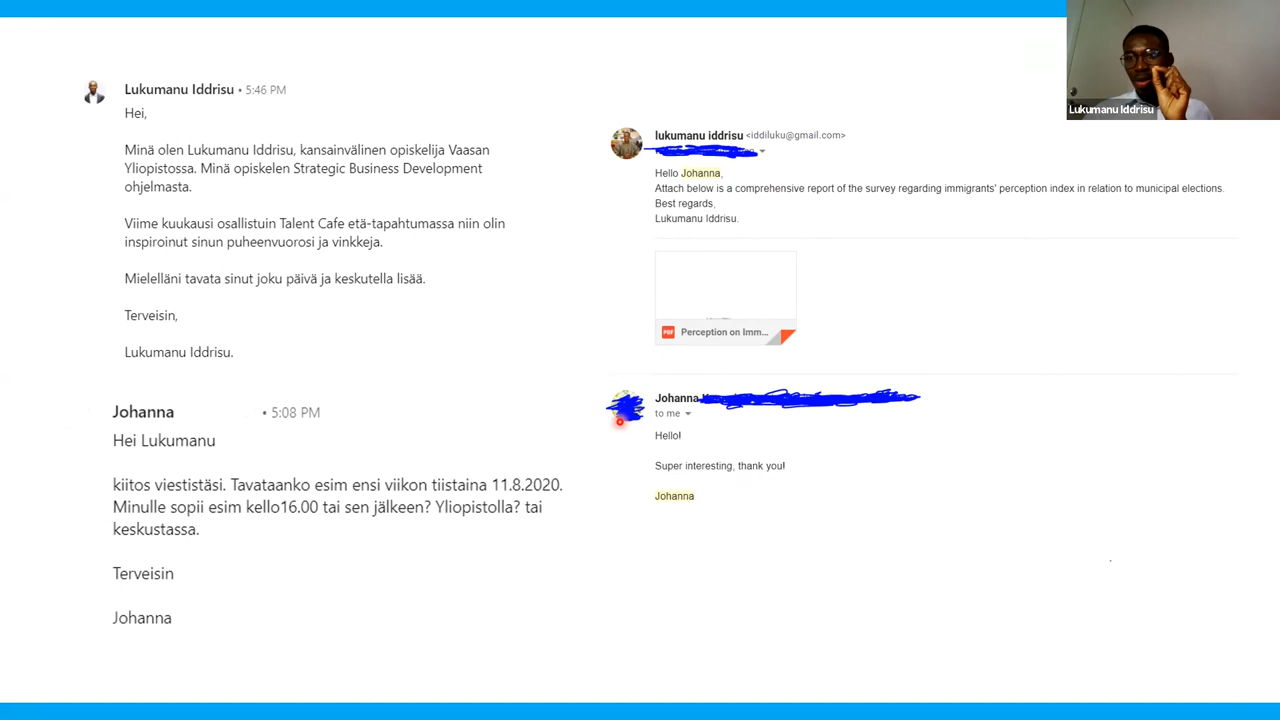 Lukumanu Iddrisu • 5:46 PM
Hei,
Minä olen Lukumanu Iddrisu, kansainvälinen opiskelija Vaasan
Yliopistossa. Minä opiskelen Strategic Business Development
ohjelmasta.
Viime kuukausi osallistuin Talent Cafe etä-tapahtumassa niin olin
inspiroinut sinun puheenvuorosi ja vinkkeja.
Mielelläni tavata sinut joku päivä ja keskutella lisää.
Terveisin,
Lukumanu Iddrisu.
Johanna • 5:08 PM
Hei Lukumanu
kiitos viestistäsi. Tavataanko esim ensi viikon tiistaina 11.8.2020.
Minulle sopii esim kello16.00 tai sen jälkeen? Yliopistolla? tai
keskustassa.
Terveisin
Johanna
lukumanu iddrisu <iddiluku@gmail.com>
Hello Johanna,
Attach below is a comprehensive report of the survey regarding immigrants' perception index in relation to municipal elections.
Best regards,
Lukumanu Iddrisu.
PDF Perception on Imm...
Johanna
to me
Hello!
Super interesting, thank you!
Johanna
Lukumanu Iddrisu